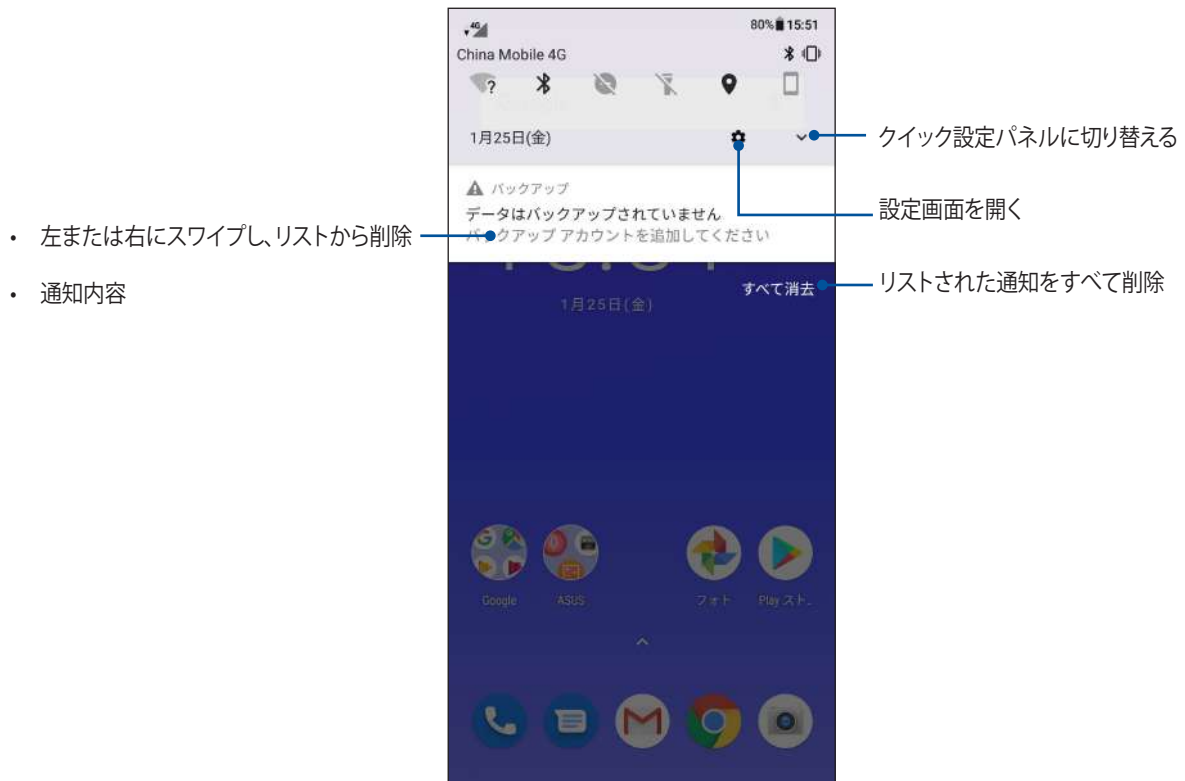 4G
80% 15:51
China Mobile 4G
?
1月25日(金)
クイック設定パネルに切り替える
バックアップ
データはバックアップされていません
設定画面を開く
• 左または右にスワイプし、リストから削除
バックアップ アカウントを追加してください
• 通知内容
すべて消去
リストされた通知をすべて削除
1月25日(金)
Google
ASUS
フォト
Play スト...